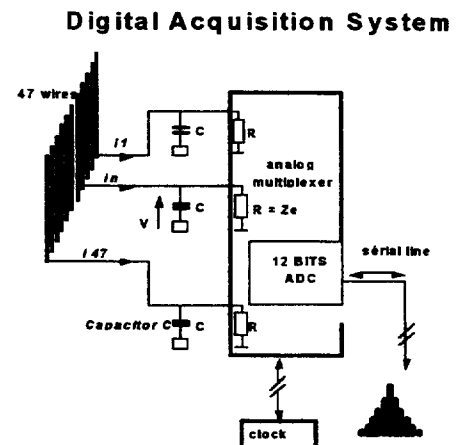 Digital Acquisition System
47 wires
i1
C
R
analog
multiplexer
in
V
C
R = Ze
i 47
12 BITS
ADC
sérial line
Capacitor C
C
R
clock